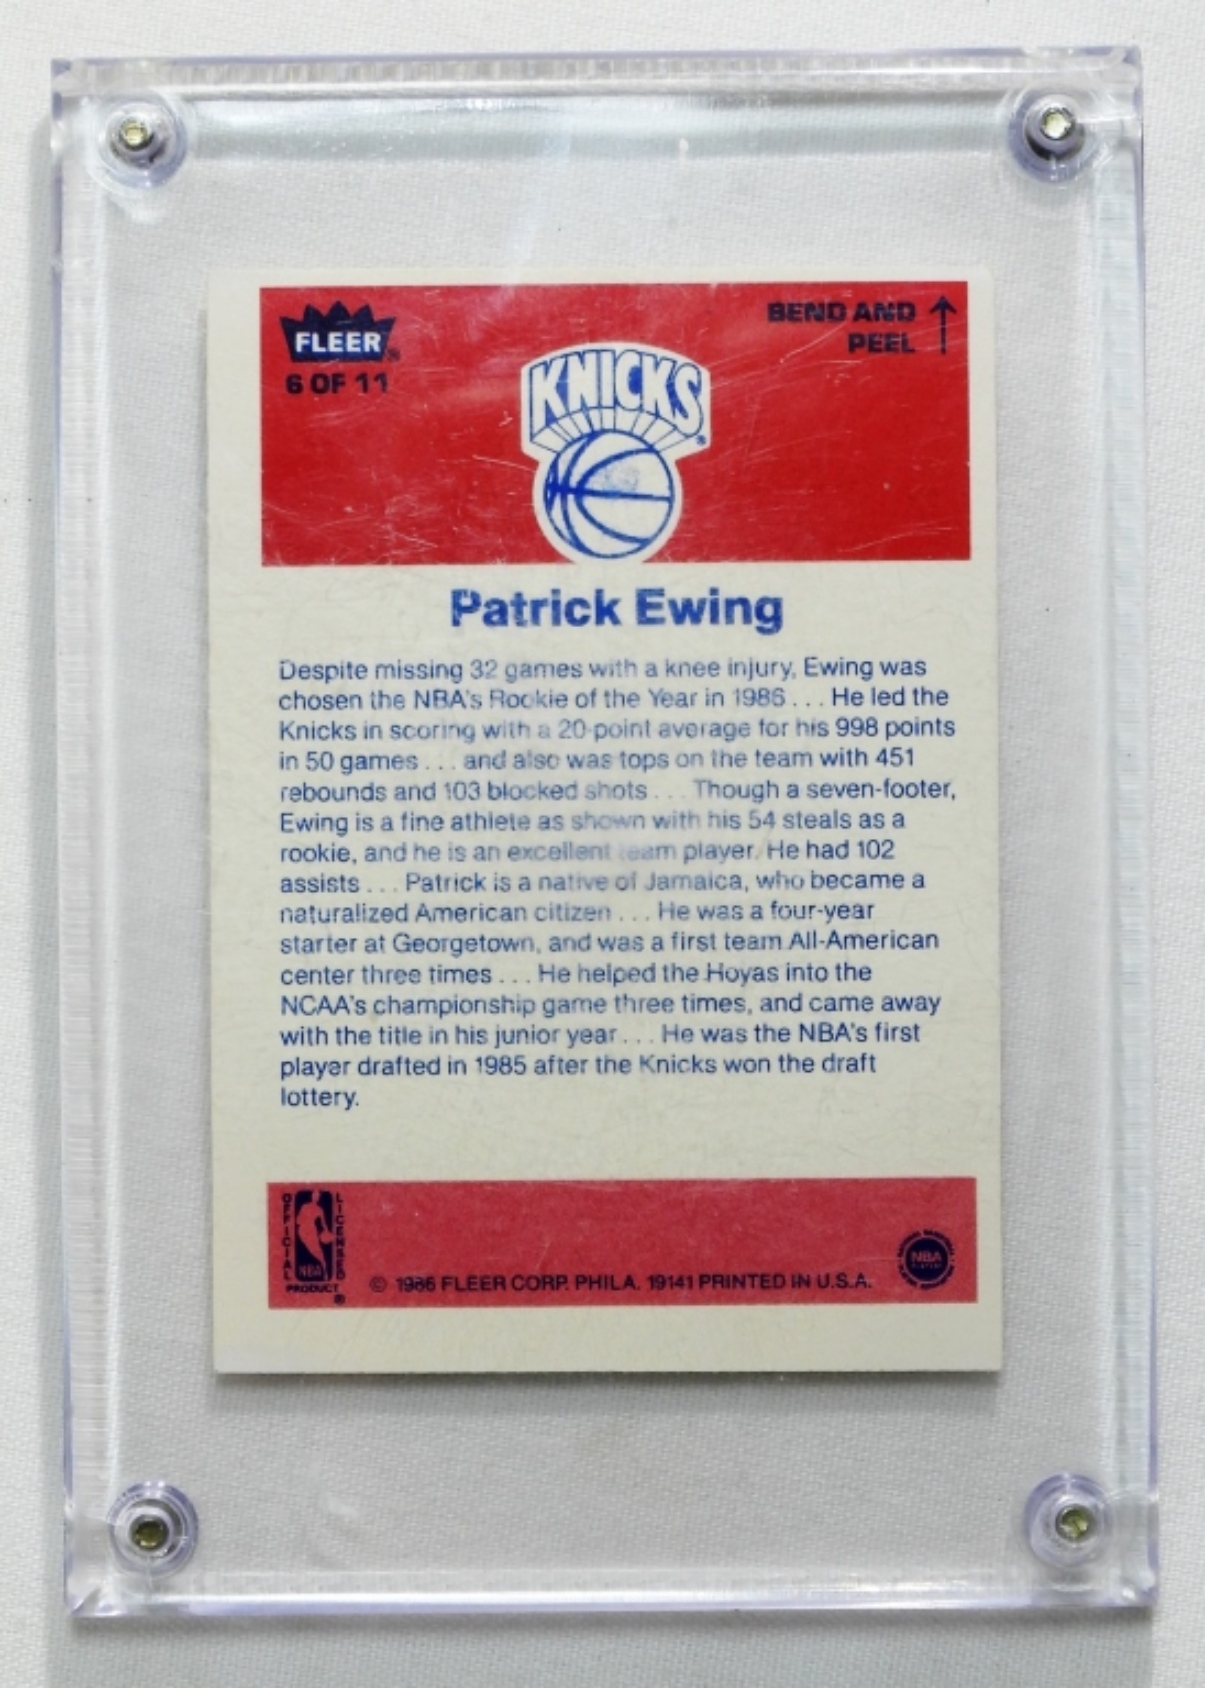 FLEER®
6 OF 11
BEND AND
PEEL
KNICKS®
Patrick Ewing
Despite missing 32 games with a knee injury, Ewing was
chosen the NBA's Rookie of the Year in 1986 . . . He led the
Knicks in scoring with a 20-point average for his 998 points
in 50 games . . . and also was tops on the team with 451
rebounds and 103 blocked shots . . . Though a seven-footer,
Ewing is a fine athlete as shown with his 54 steals as a
rookie, and he is an excellent team player. He had 102
assists . . . Patrick is a native of Jamaica, who became a
naturalized American citizen . . . He was a four-year
starter at Georgetown, and was a first team All-American
center three times . . . He helped the Hoyas into the
NCAA's championship game three times, and came away
with the title in his junior year . . . He was the NBA's first
player drafted in 1985 after the Knicks won the draft
lottery.
OFFICIAL
LICENSED
NBA
PRODUCT
®
© 1986 FLEER CORP. PHILA. 19141 PRINTED IN U.S.A.
NBA